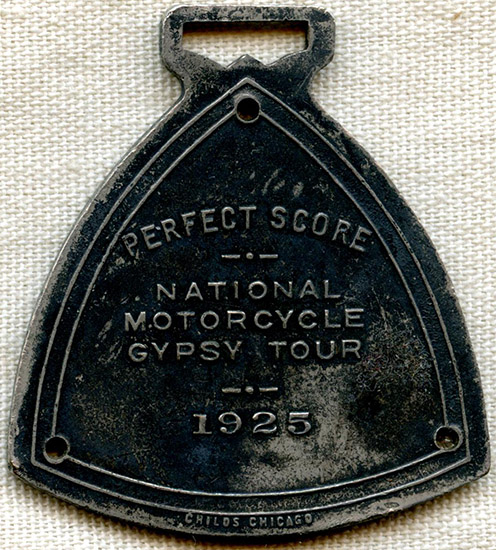 PERFECT SCORE
NATIONAL
MOTORCYCLE
GYPSY TOUR
1925
CHILDS, CHICAGO